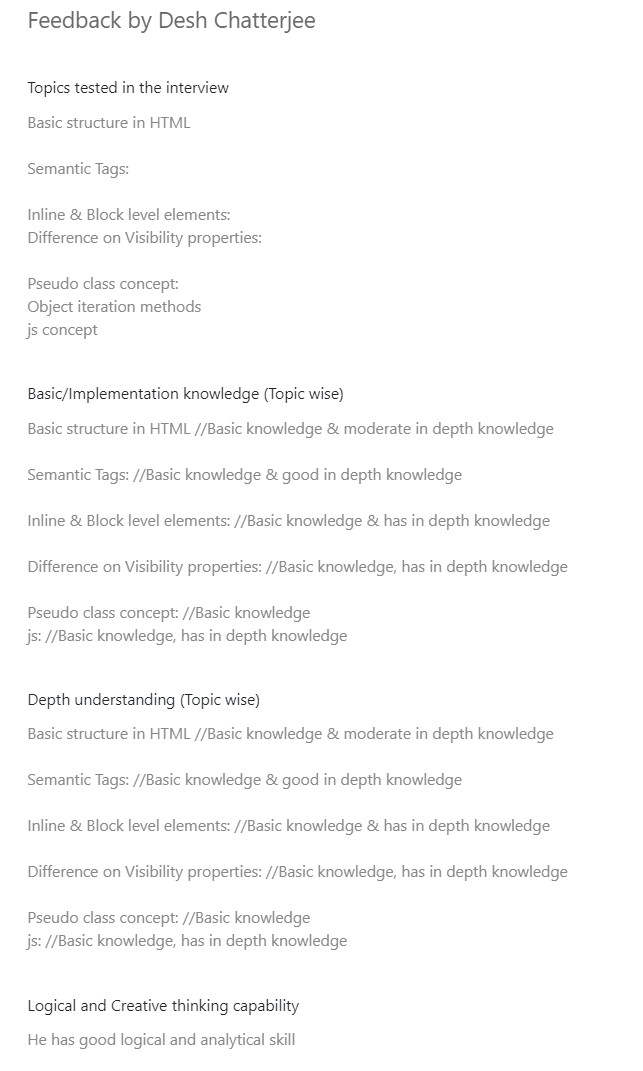 Feedback by Desh Chatterjee
Topics tested in the interview
Basic structure in HTML
Semantic Tags:
Inline & Block level elements:
Difference on Visibility properties:
Pseudo class concept:
Object iteration methods
js concept
Basic/Implementation knowledge (Topic wise)
Basic structure in HTML //Basic knowledge & moderate in depth knowledge
Semantic Tags: //Basic knowledge & good in depth knowledge
Inline & Block level elements: //Basic knowledge & has in depth knowledge
Difference on Visibility properties: //Basic knowledge, has in depth knowledge
Pseudo class concept: //Basic knowledge
js: //Basic knowledge, has in depth knowledge
Depth understanding (Topic wise)
Basic structure in HTML //Basic knowledge & moderate in depth knowledge
Semantic Tags: //Basic knowledge & good in depth knowledge
Inline & Block level elements: //Basic knowledge & has in depth knowledge
Difference on Visibility properties: //Basic knowledge, has in depth knowledge
Pseudo class concept: //Basic knowledge
js: //Basic knowledge, has in depth knowledge
Logical and Creative thinking capability
He has good logical and analytical skill